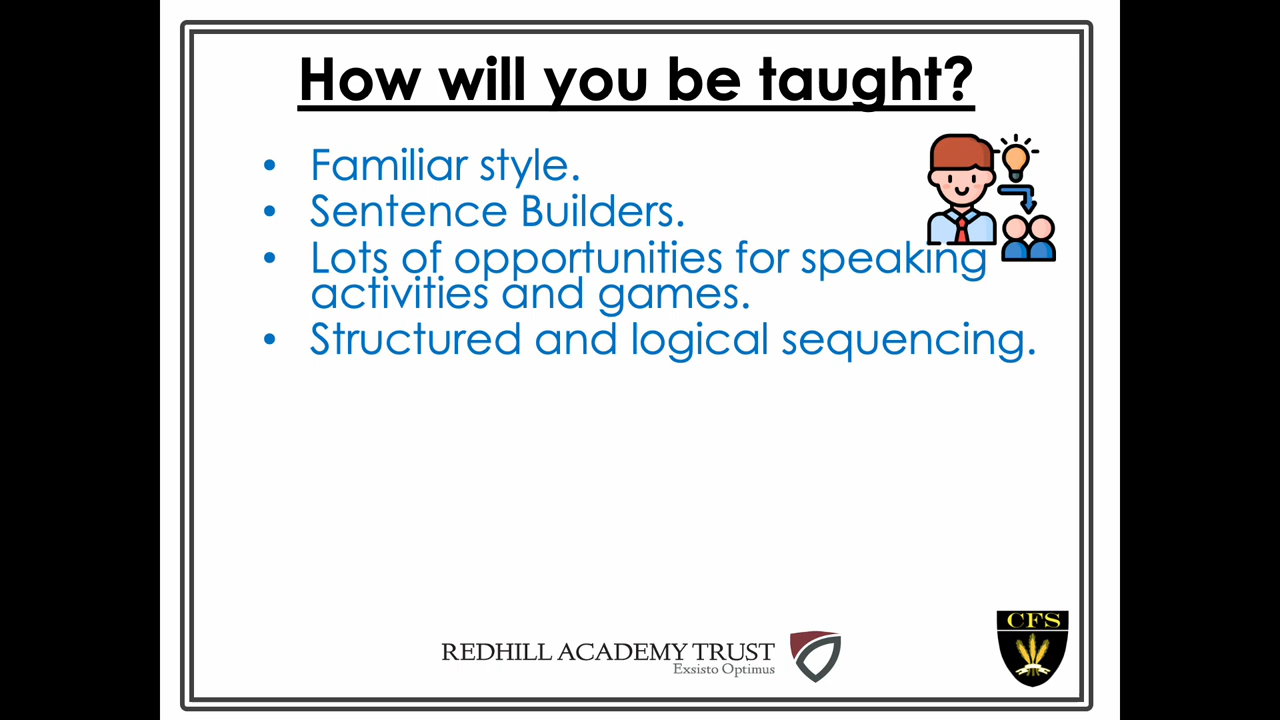 How will you be taught?
• Familiar style.
• Sentence Builders.
• Lots of opportunities for speaking
activities and games.
• Structured and logical sequencing.
REDHILL ACADEMY TRUST
Exsisto Optimus
CFS